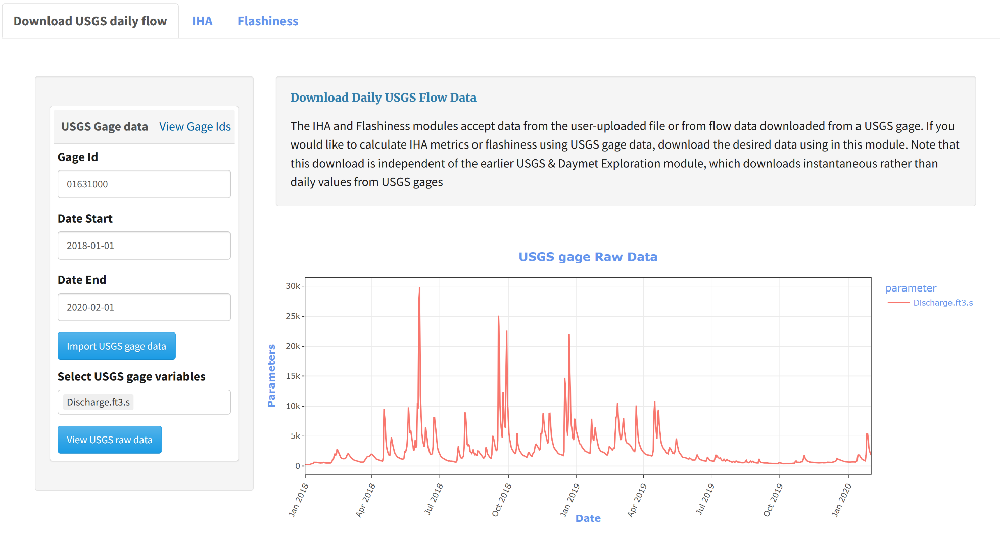 Download USGS daily flow
IHA
Flashiness
USGS Gage data
View Gage Ids
Gage Id
01631000
Date Start
2018-01-01
Date End
2020-02-01
Import USGS gage data
Select USGS gage variables
Discharge.ft3.s
View USGS raw data
Download Daily USGS Flow Data
The IHA and Flashiness modules accept data from the user-uploaded file or from flow data downloaded from a USGS gage. If you
would like to calculate IHA metrics or flashiness using USGS gage data, download the desired data using in this module. Note that
this download is independent of the earlier USGS & Daymet Exploration module, which downloads instantaneous rather than
daily values from USGS gages
USGS gage Raw Data
Parameters
30k
25k
20k
15k
10k
5k
0
Jan 2018
Apr 2018
Jul 2018
Oct 2018
Jan 2019
Apr 2019
Jul 2019
Oct 2019
Jan 2020
Date
parameter
Discharge.ft3.s